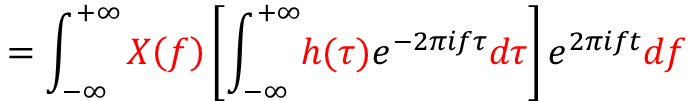 = ∫_{-∞}^{+∞} X(f) [ ∫_{-∞}^{+∞} h(τ) e^{-2πifτ} dτ ] e^{2πift} df